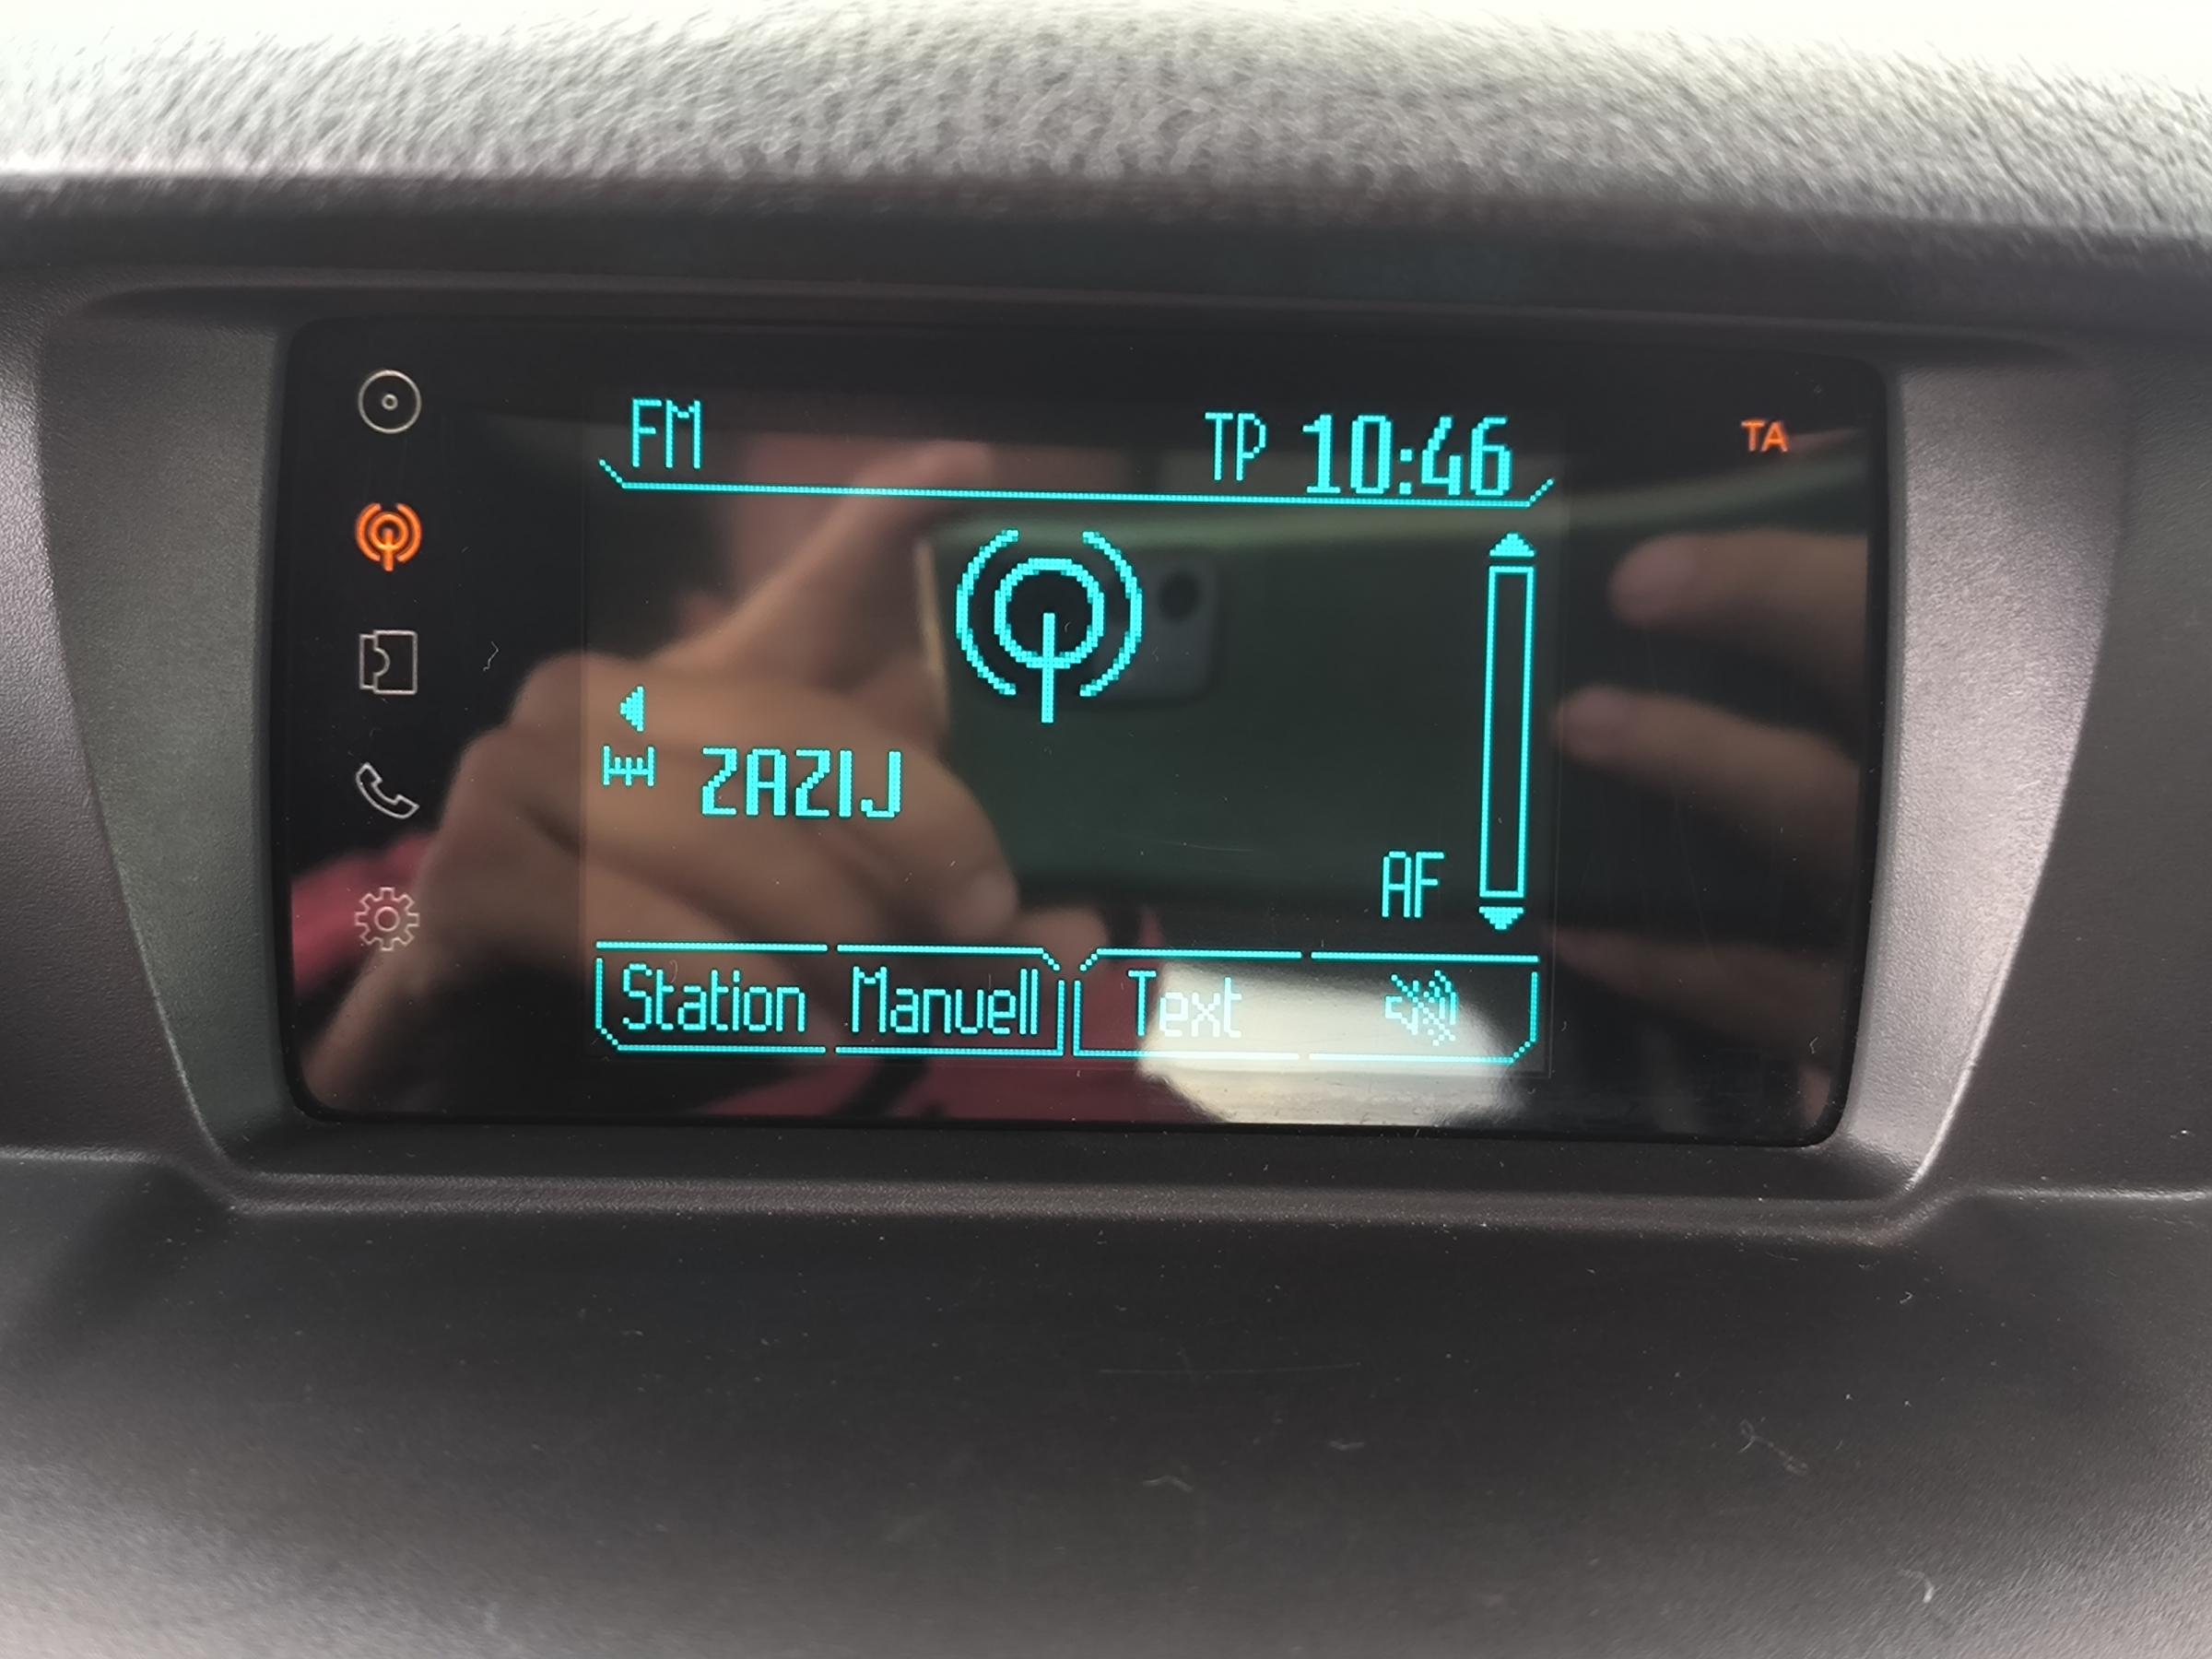 FM TP 10:46 TA
ZAZIJ
AF
Station Manuell Text